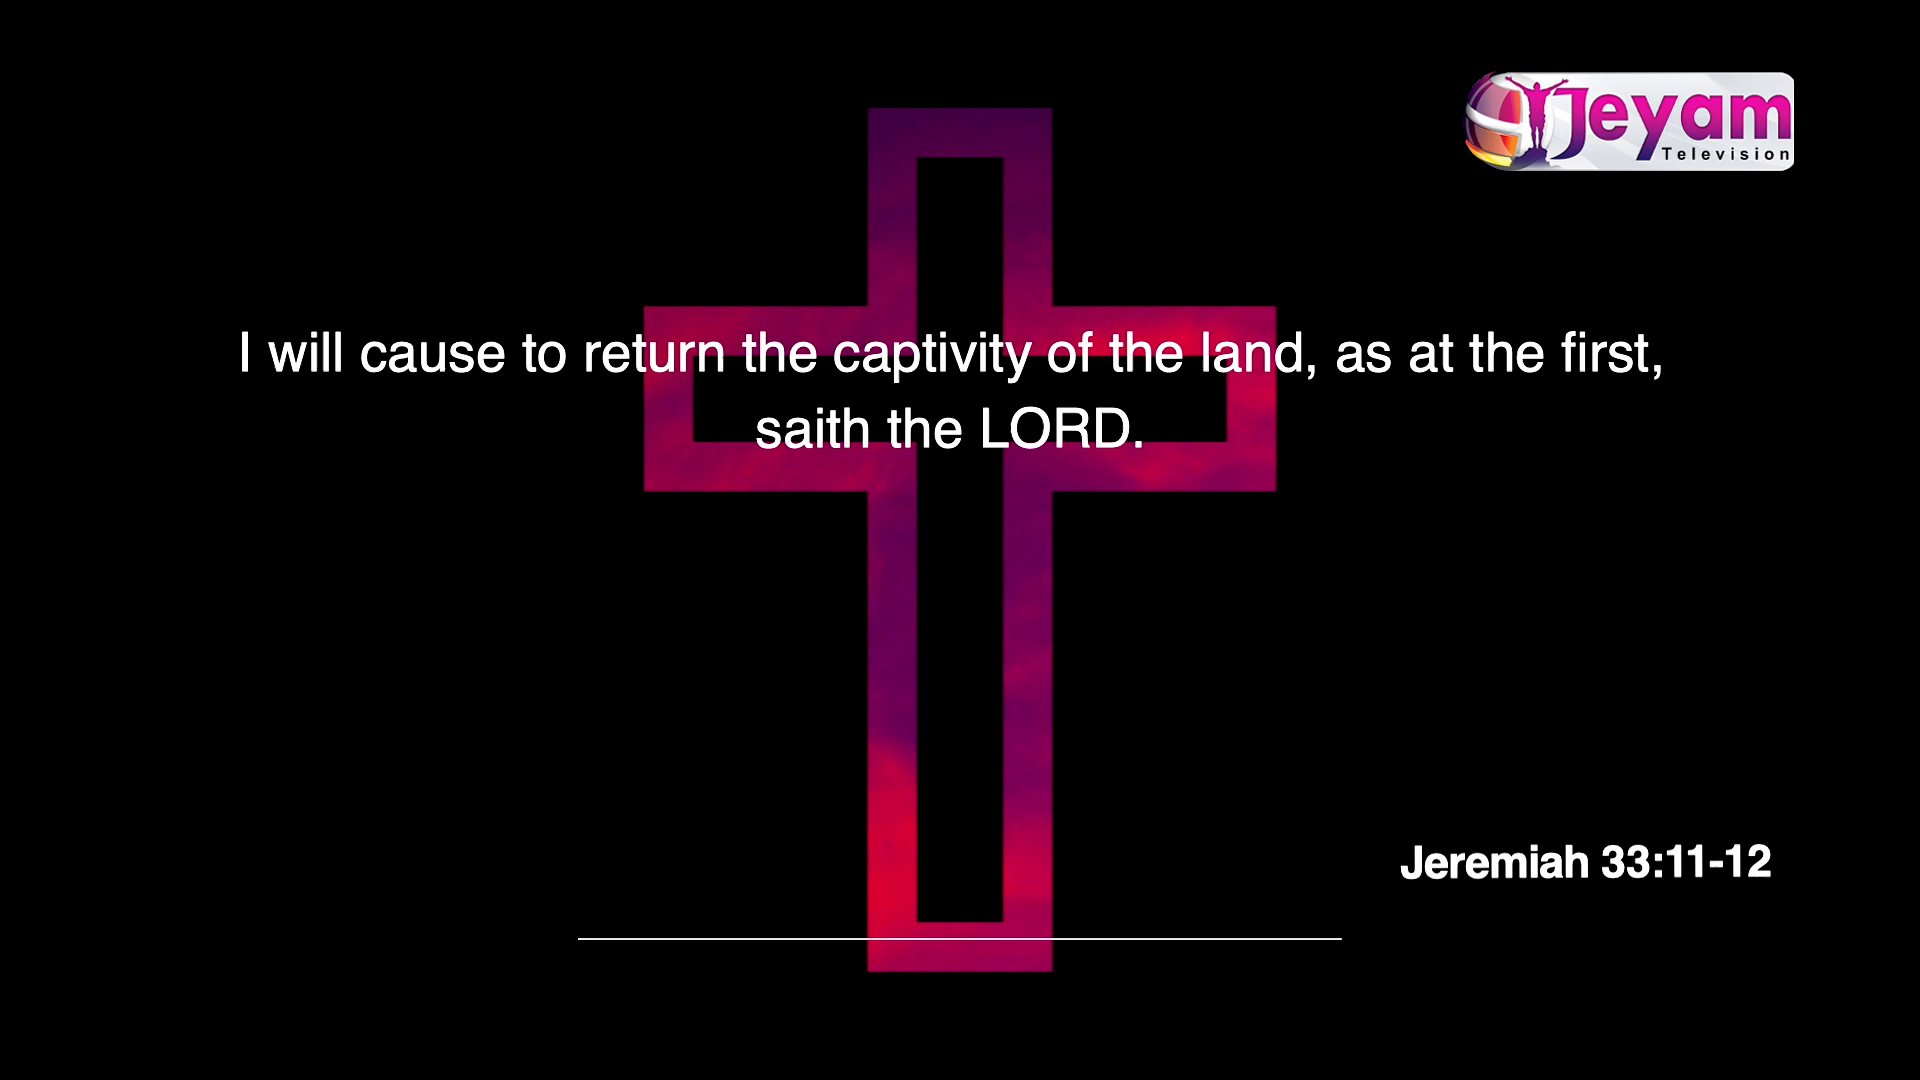 Jeyam
Television
I will cause to return the captivity of the land, as at the first,
saith the LORD.
Jeremiah 33:11-12